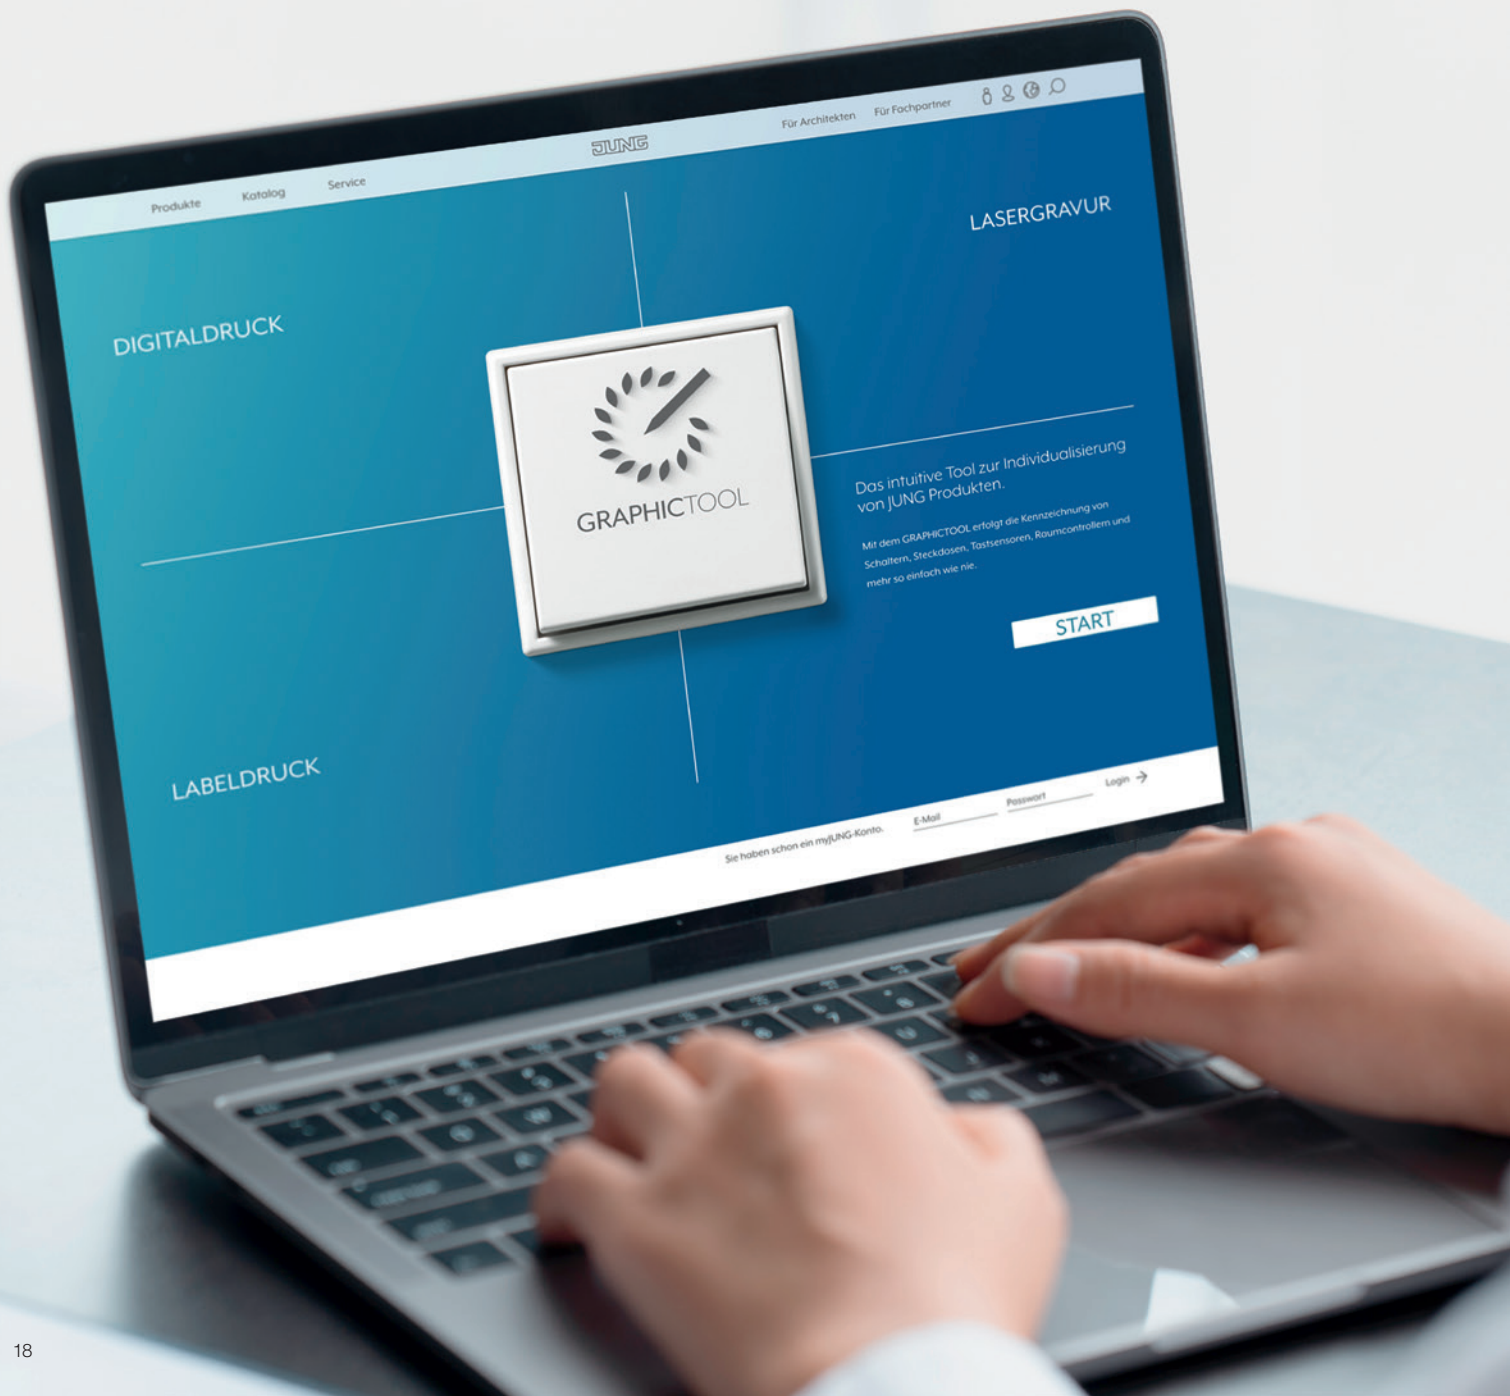 Produkte
Katalog
Service
JUNG
Für Architekten
Für Fachpartner
LASERGRAVUR
DIGITALDRUCK
GRAPHICTOOL
Das intuitive Tool zur Individualisierung
von JUNG Produkten.
Mit dem GRAPHICTOOL erfolgt die Kennzeichnung von
Schaltern, Steckdosen, Tastsensoren, Raumcontrollern und
mehr so einfach wie nie.
START
LABELDRUCK
Sie haben schon ein myJUNG-Konto.
E-Mail
Passwort
Login →
18